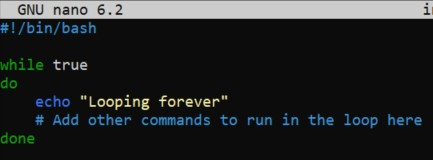 GNU nano 6.2
#!/bin/bash
while true
do
    echo "Looping forever"
    # Add other commands to run in the loop here
done